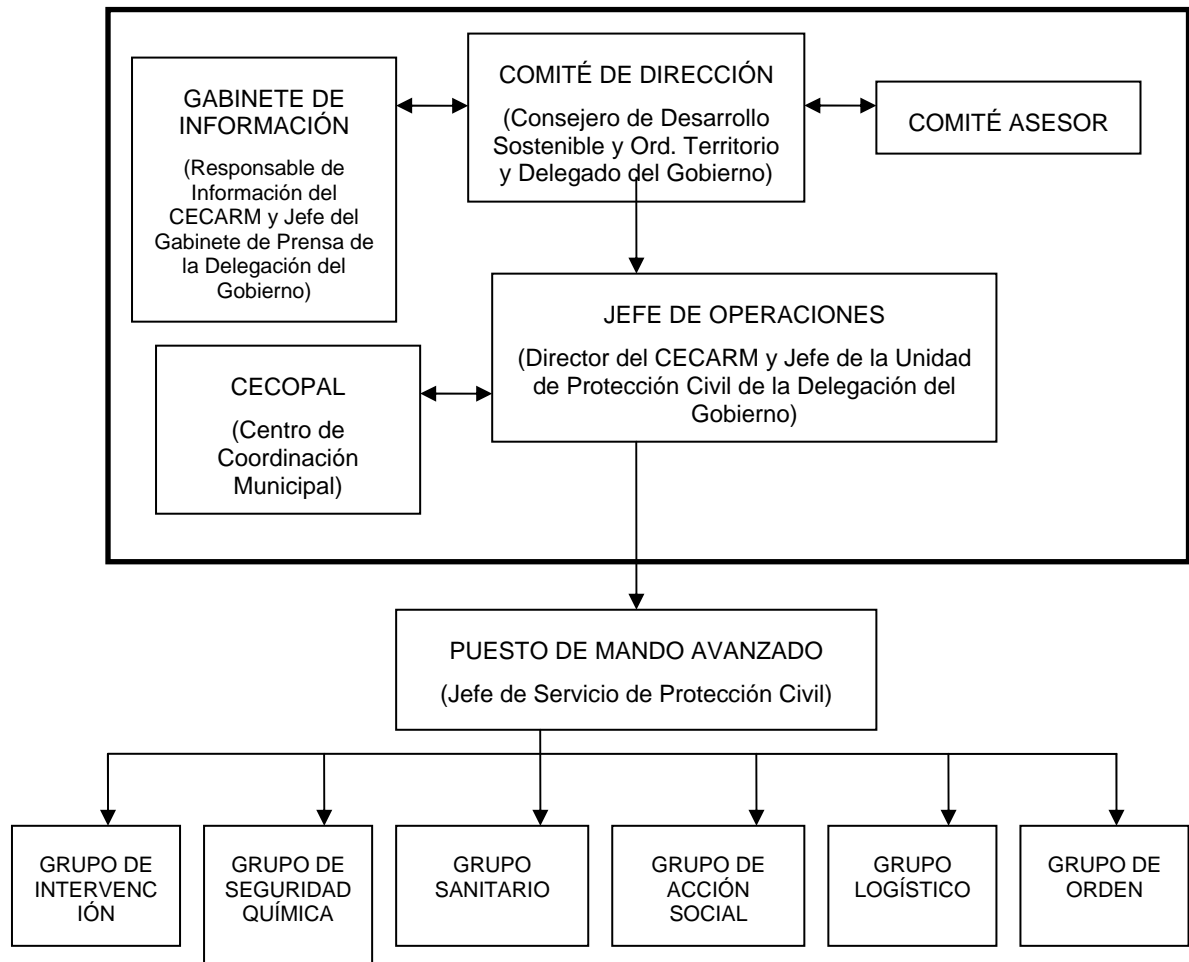 GABINETE DE
INFORMACIÓN
(Responsable de
Información del
CECARM y Jefe del
Gabinete de Prensa de
la Delegación del
Gobierno)
COMITÉ DE DIRECCIÓN
(Consejero de Desarrollo
Sostenible y Ord. Territorio
y Delegado del Gobierno)
COMITÉ ASESOR
JEFE DE OPERACIONES
(Director del CECARM y Jefe de la Unidad
de Protección Civil de la Delegación del
Gobierno)
CECOPAL
(Centro de
Coordinación
Municipal)
PUESTO DE MANDO AVANZADO
(Jefe de Servicio de Protección Civil)
GRUPO DE
INTERVENC
IÓN
GRUPO DE
SEGURIDAD
QUÍMICA
GRUPO
SANITARIO
GRUPO DE
ACCIÓN
SOCIAL
GRUPO
LOGÍSTICO
GRUPO DE
ORDEN